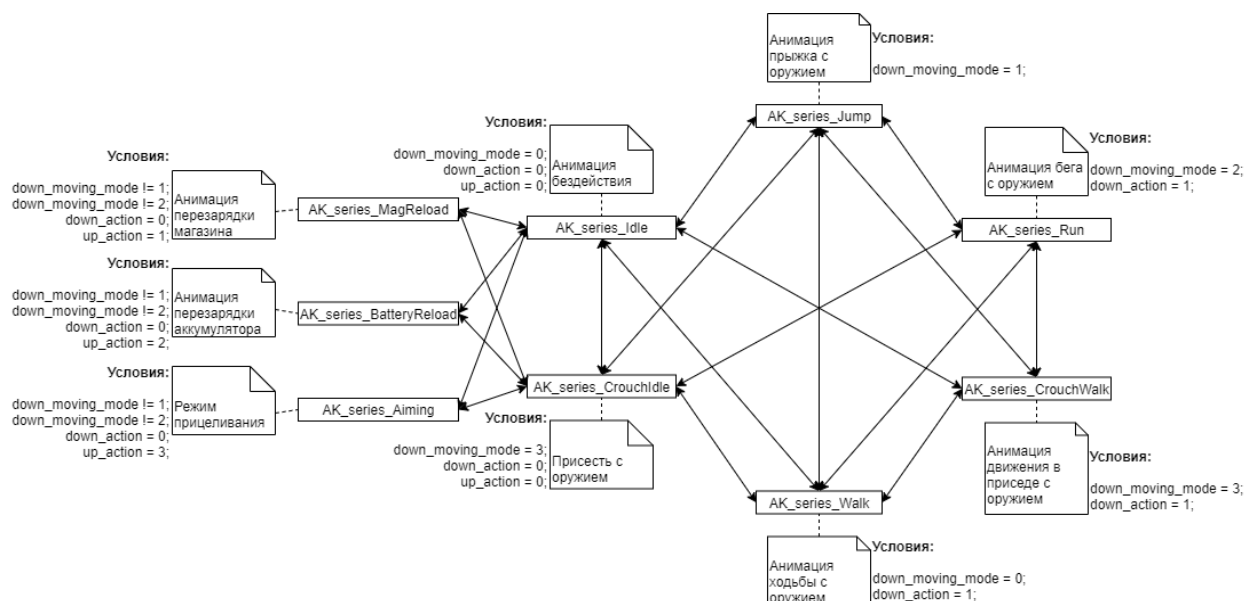 Анимация
прыжка с
оружием
Условия:
down_moving_mode = 1;
AK_series_Jump
Условия:
down_moving_mode = 0;
down_action = 0;
up_action = 0;
Анимация
бездействия
AK_series_Idle
Анимация бега
с оружием
Условия:
down_moving_mode = 2;
down_action = 1;
AK_series_Run
Условия:
down_moving_mode != 1;
down_moving_mode != 2;
down_action = 0;
up_action = 1;
Анимация
перезарядки
магазина
AK_series_MagReload
Условия:
down_moving_mode != 1;
down_moving_mode != 2;
down_action = 0;
up_action = 2;
Анимация
перезарядки
аккумулятора
AK_series_BatteryReload
Условия:
down_moving_mode != 1;
down_moving_mode != 2;
down_action = 0;
up_action = 3;
Режим
прицеливания
AK_series_Aiming
AK_series_CrouchIdle
Условия:
down_moving_mode = 3;
down_action = 0;
up_action = 0;
Присесть с
оружием
AK_series_CrouchWalk
Анимация
движения в
приседе с
оружием
Условия:
down_moving_mode = 3;
down_action = 1;
AK_series_Walk
Анимация
ходьбы с
оружием
Условия:
down_moving_mode = 0;
down_action = 1;